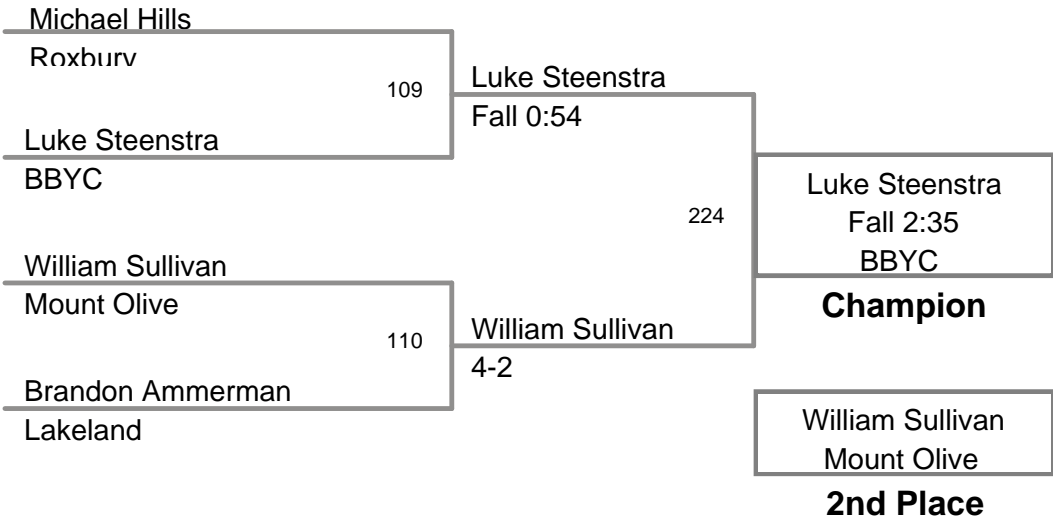 Michael Hills
Roxbury
109
Luke Steenstra
BBYC
Luke Steenstra
Fall 0:54
224
William Sullivan
Mount Olive
110
Brandon Ammerman
Lakeland
William Sullivan
4-2
Luke Steenstra
Fall 2:35
BBYC
Champion
William Sullivan
Mount Olive
2nd Place